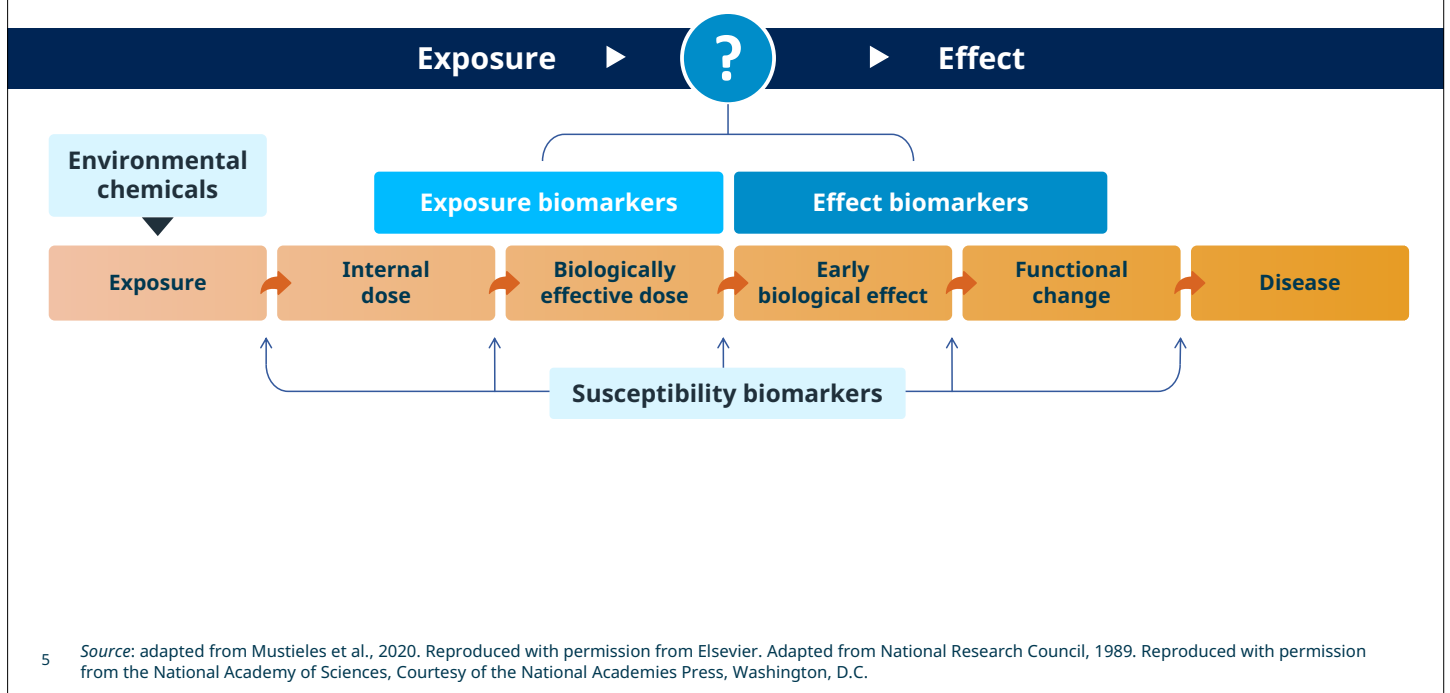 Exposure
?
Effect
Environmental
chemicals
Exposure biomarkers
Effect biomarkers
Exposure
Internal
dose
Biologically
effective dose
Early
biological effect
Functional
change
Disease
Susceptibility biomarkers
5
Source: adapted from Mustieles et al., 2020. Reproduced with permission from Elsevier. Adapted from National Research Council, 1989. Reproduced with permission
from the National Academy of Sciences, Courtesy of the National Academies Press, Washington, D.C.